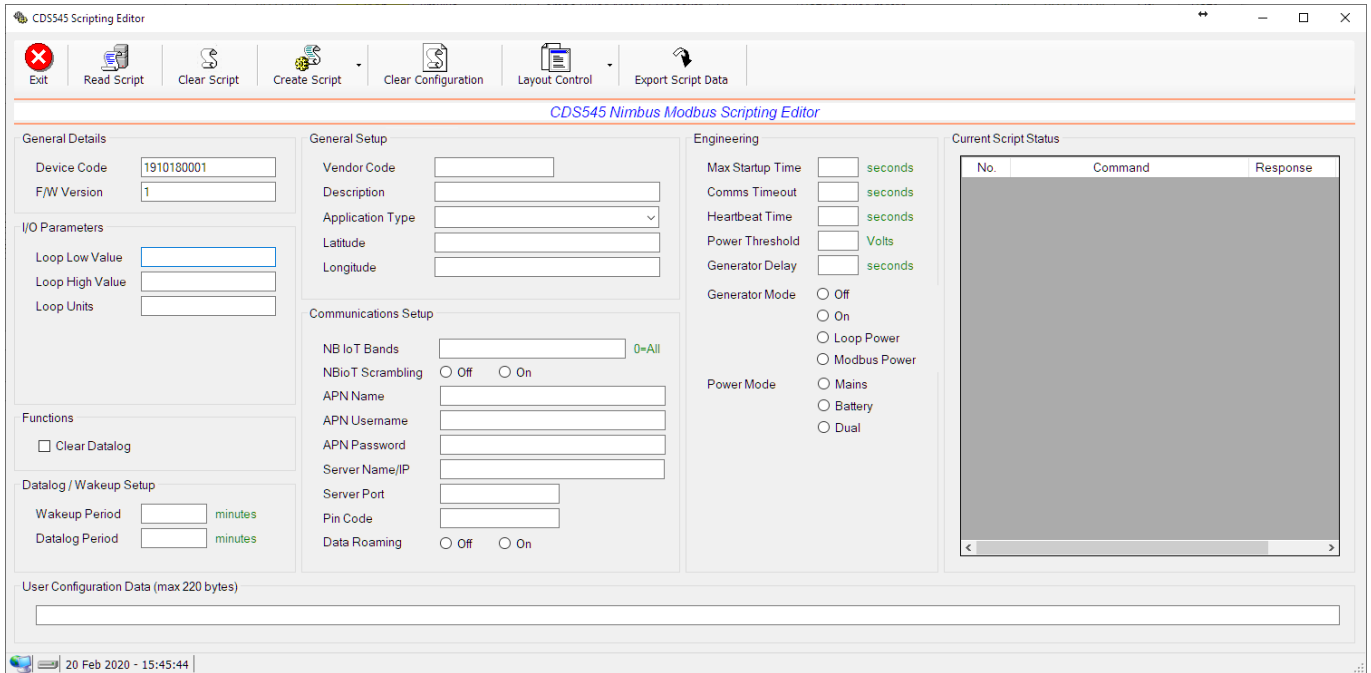 CDS545 Scripting Editor
Exit
Read Script
Clear Script
Create Script
Clear Configuration
Layout Control
Export Script Data
CDS545 Nimbus Modbus Scripting Editor
General Details
Device Code 1910180001
F/W Version 1
I/O Parameters
Loop Low Value
Loop High Value
Loop Units
Functions
Clear Datalog
Datalog / Wakeup Setup
Wakeup Period minutes
Datalog Period minutes
General Setup
Vendor Code
Description
Application Type
Latitude
Longitude
Communications Setup
NB IoT Bands 0=All
NBioT Scrambling Off On
APN Name
APN Username
APN Password
Server Name/IP
Server Port
Pin Code
Data Roaming Off On
Engineering
Max Startup Time seconds
Comms Timeout seconds
Heartbeat Time seconds
Power Threshold Volts
Generator Delay seconds
Generator Mode Off
On
Loop Power
Modbus Power
Power Mode Mains
Battery
Dual
Current Script Status
No. Command Response
User Configuration Data (max 220 bytes)
20 Feb 2020 - 15:45:44